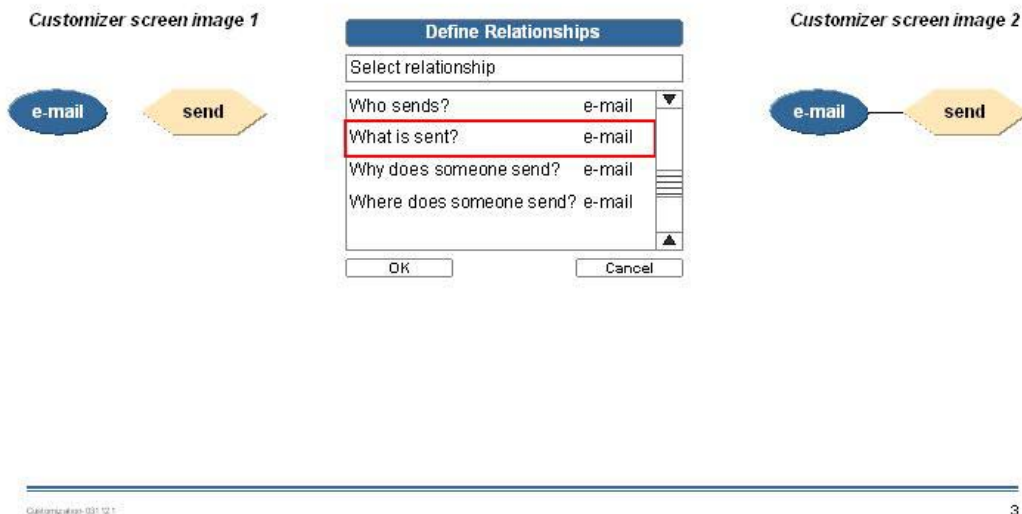 Customizer screen image 1
Define Relationships
Customizer screen image 2
Select relationship
e-mail
send
Who sends? e-mail
What is sent? e-mail
Why does someone send? e-mail
Where does someone send? e-mail
e-mail
send
OK
Cancel
3